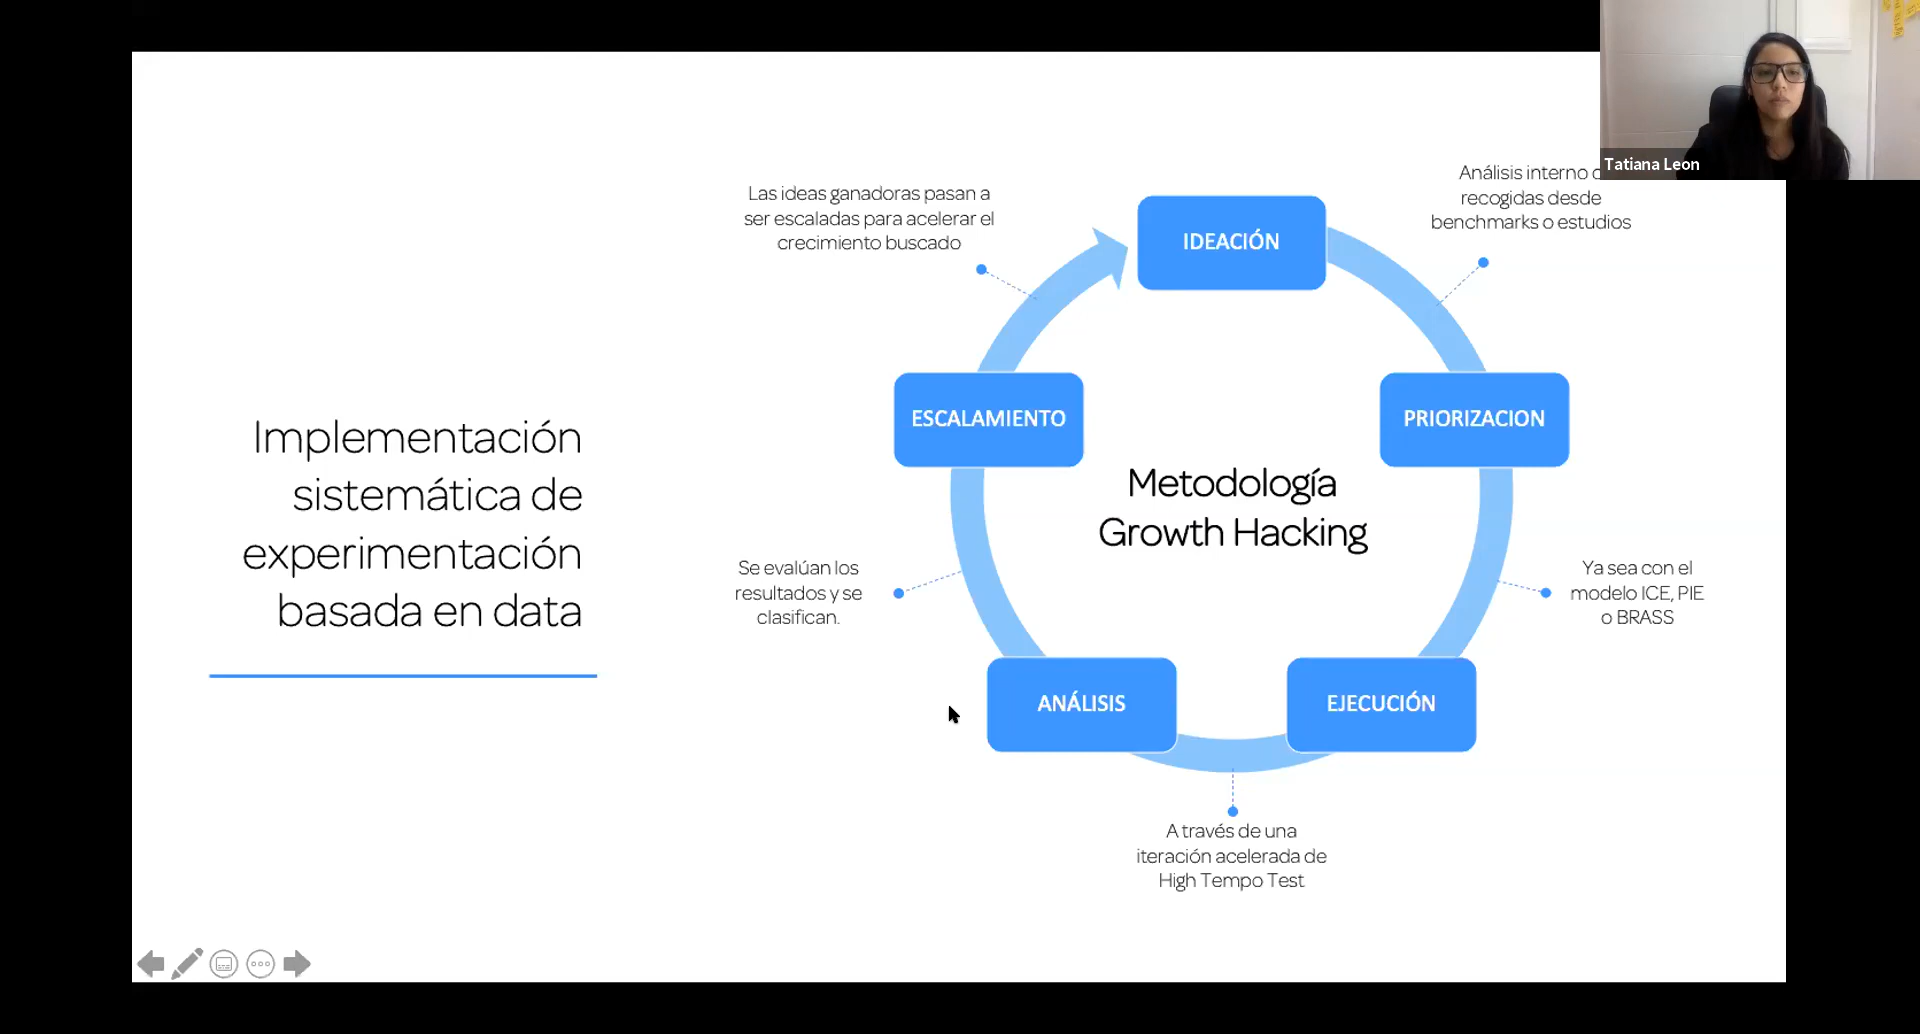 Tatiana Leon
Implementación
sistemática de
experimentación
basada en data
Metodología
Growth Hacking
IDEACIÓN
Análisis interno
recogidas desde
benchmarks o estudios
PRIORIZACION
Ya sea con el
modelo ICE, PIE
o BRASS
EJECUCIÓN
A través de una
iteración acelerada de
High Tempo Test
ANÁLISIS
Se evalúan los
resultados y se
clasifican.
ESCALAMIENTO
Las ideas ganadoras pasan a
ser escaladas para acelerar el
crecimiento buscado